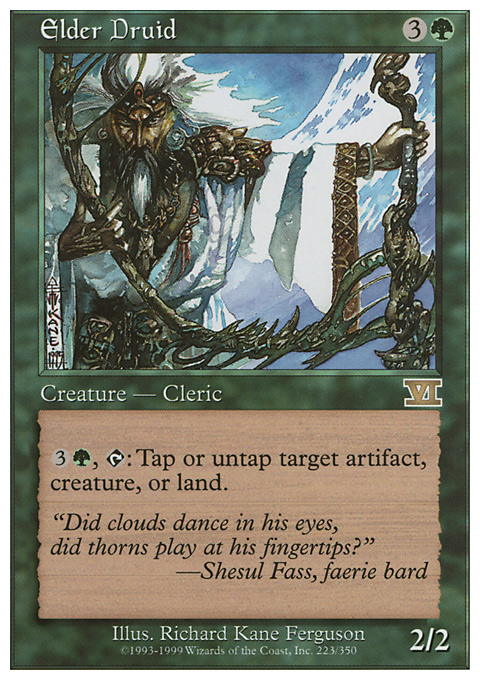 Elder Druid 3
Creature — Cleric VI
3, : Tap or untap target artifact,
creature, or land.
“Did clouds dance in his eyes,
did thorns play at his fingertips?”
—Shesul Fass, faerie bard
Illus. Richard Kane Ferguson
©1993-1999 Wizards of the Coast, Inc. 223/350
2/2